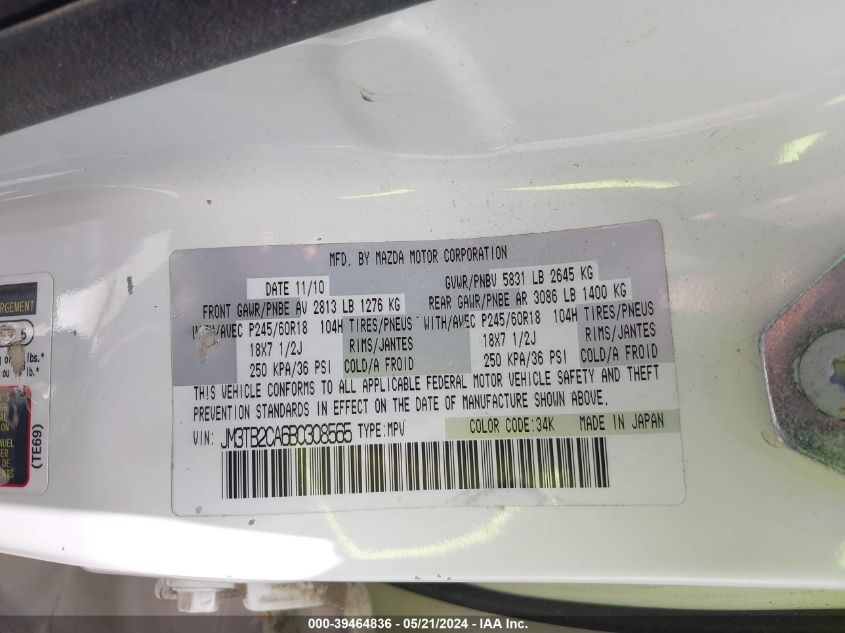 MFD. BY MAZDA MOTOR CORPORATION
DATE 11/10 GVWR/PNBV 5831 LB 2645 KG
FRONT GAWR/PNBE AV 2813 LB 1276 KG REAR GAWR/PNBE AR 3086 LB 1400 KG
WITH/AVEC P245/60R18 104H TIRES/PNEUS WITH/AVEC P245/60R18 104H TIRES/PNEUS
18X7 1/2J RIMS/JANTES 18X7 1/2J RIMS/JANTES
250 KPA/36 PSI COLD/A FROID 250 KPA/36 PSI COLD/A FROID
THIS VEHICLE CONFORMS TO ALL APPLICABLE FEDERAL MOTOR VEHICLE SAFETY AND THEFT
PREVENTION STANDARDS IN EFFECT ON THE DATE OF MANUFACTURE SHOWN ABOVE.
VIN: JM3TB2CA6B0308565 TYPE:MPV COLOR CODE: 34K MADE IN JAPAN
(TE69)
000-39464836 - 05/21/2024 - IAA Inc.